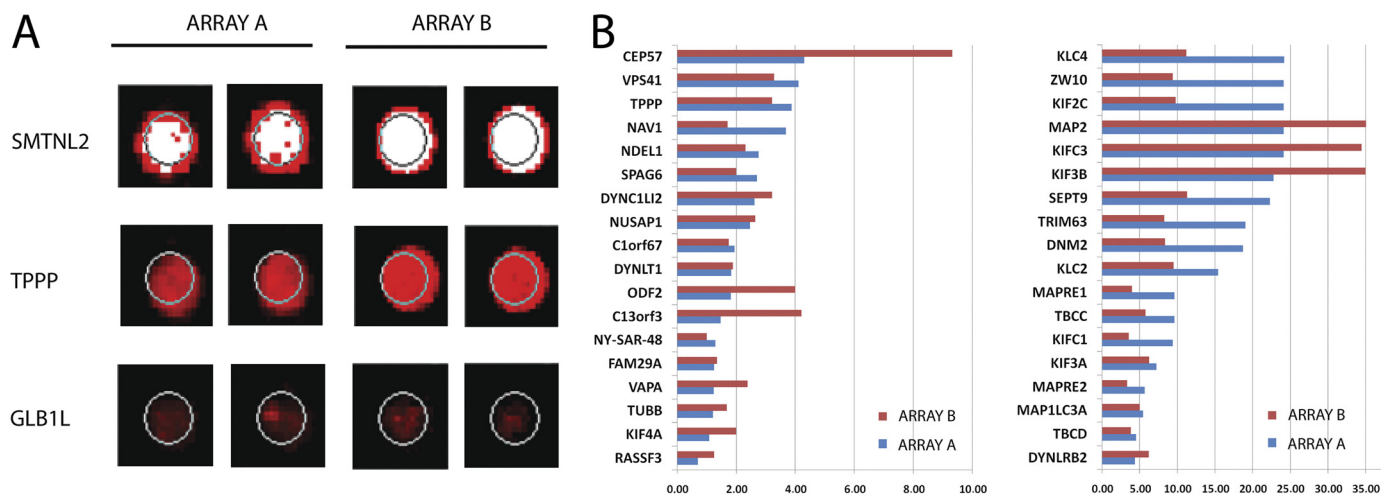 A
ARRAY A
ARRAY B
SMTNL2
TPPP
GLB1L
B
CEP57
VPS41
TPPP
NAV1
NDEL1
SPAG6
DYNC1LI2
NUSAP1
C1orf67
DYNLT1
ODF2
C13orf3
NY-SAR-48
FAM29A
VAPA
TUBB
KIF4A
RASSF3
ARRAY B
ARRAY A
0.00 2.00 4.00 6.00 8.00 10.00
KLC4
ZW10
KIF2C
MAP2
KIFC3
KIF3B
SEPT9
TRIM63
DNM2
KLC2
MAPRE1
TBCC
KIFC1
KIF3A
MAPRE2
MAP1LC3A
TBCD
DYNLRB2
ARRAY B
ARRAY A
0.00 5.00 10.00 15.00 20.00 25.00 30.00 35.00